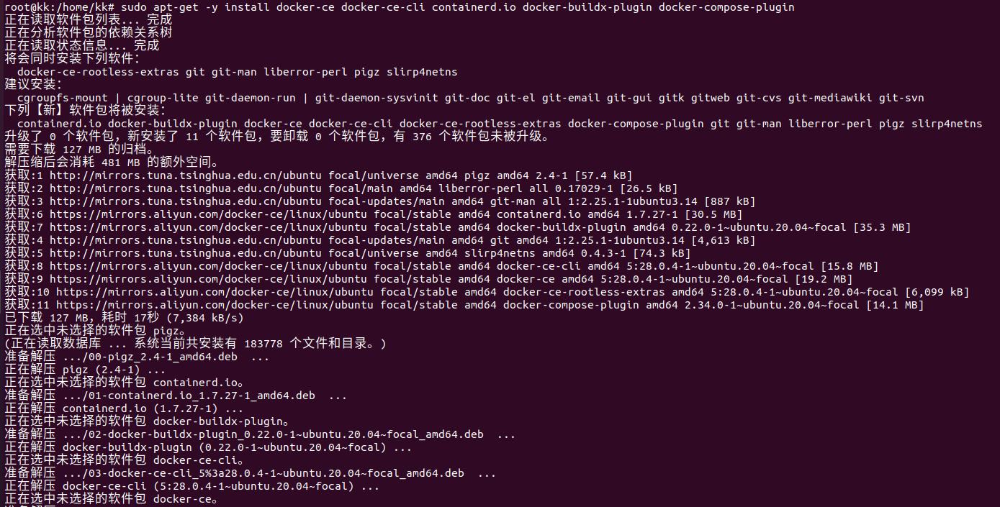 root@kk:/home/kk# sudo apt-get -y install docker-ce docker-ce-cli containerd.io docker-buildx-plugin docker-compose-plugin
正在读取软件包列表... 完成
正在分析软件包的依赖关系树
正在读取状态信息... 完成
将会同时安装下列软件：
  docker-ce-rootless-extras git git-man liberror-perl pigz slirp4netns
建议安装：
  cgroupfs-mount | cgroup-lite git-daemon-run | git-daemon-sysvinit git-doc git-el git-email git-gui gitk gitweb git-cvs git-mediawiki git-svn
下列【新】软件包将被安装：
  containerd.io docker-buildx-plugin docker-ce docker-ce-cli docker-ce-rootless-extras docker-compose-plugin git git-man liberror-perl pigz slirp4netns
升级了 0 个软件包，新安装了 11 个软件包，要卸载 0 个软件包，有 376 个软件包未被升级。
需要下载 127 MB 的归档。
解压缩后会消耗 481 MB 的额外空间。
获取:1 http://mirrors.tuna.tsinghua.edu.cn/ubuntu focal/universe amd64 pigz amd64 2.4-1 [57.4 kB]
获取:2 http://mirrors.tuna.tsinghua.edu.cn/ubuntu focal/main amd64 liberror-perl all 0.17029-1 [26.5 kB]
获取:3 http://mirrors.tuna.tsinghua.edu.cn/ubuntu focal-updates/main amd64 git-man all 1:2.25.1-1ubuntu3.14 [887 kB]
获取:6 https://mirrors.aliyun.com/docker-ce/linux/ubuntu focal/stable amd64 containerd.io amd64 1.7.27-1 [30.5 MB]
获取:7 https://mirrors.aliyun.com/docker-ce/linux/ubuntu focal/stable amd64 docker-buildx-plugin amd64 0.22.0-1~ubuntu.20.04~focal [35.3 MB]
获取:4 http://mirrors.tuna.tsinghua.edu.cn/ubuntu focal-updates/main amd64 git amd64 1:2.25.1-1ubuntu3.14 [4,613 kB]
获取:5 http://mirrors.tuna.tsinghua.edu.cn/ubuntu focal/universe amd64 slirp4netns amd64 0.4.3-1 [74.3 kB]
获取:8 https://mirrors.aliyun.com/docker-ce/linux/ubuntu focal/stable amd64 docker-ce-cli amd64 5:28.0.4-1~ubuntu.20.04~focal [15.8 MB]
获取:9 https://mirrors.aliyun.com/docker-ce/linux/ubuntu focal/stable amd64 docker-ce amd64 5:28.0.4-1~ubuntu.20.04~focal [19.2 MB]
获取:10 https://mirrors.aliyun.com/docker-ce/linux/ubuntu focal/stable amd64 docker-ce-rootless-extras amd64 5:28.0.4-1~ubuntu.20.04~focal [6,099 kB]
获取:11 https://mirrors.aliyun.com/docker-ce/linux/ubuntu focal/stable amd64 docker-compose-plugin amd64 2.34.0-1~ubuntu.20.04~focal [14.1 MB]
已下载 127 MB，耗时 17秒 (7,384 kB/s)
正在选中未选择的软件包 pigz。
(正在读取数据库 ... 系统当前共安装有 183778 个文件和目录。)
准备解压 .../00-pigz_2.4-1_amd64.deb  ...
正在解压 pigz (2.4-1) ...
正在选中未选择的软件包 containerd.io。
准备解压 .../01-containerd.io_1.7.27-1_amd64.deb  ...
正在解压 containerd.io (1.7.27-1) ...
正在选中未选择的软件包 docker-buildx-plugin。
准备解压 .../02-docker-buildx-plugin_0.22.0-1~ubuntu.20.04~focal_amd64.deb  ...
正在解压 docker-buildx-plugin (0.22.0-1~ubuntu.20.04~focal) ...
正在选中未选择的软件包 docker-ce-cli。
准备解压 .../03-docker-ce-cli_5%3a28.0.4-1~ubuntu.20.04~focal_amd64.deb  ...
正在解压 docker-ce-cli (5:28.0.4-1~ubuntu.20.04~focal) ...
正在选中未选择的软件包 docker-ce。